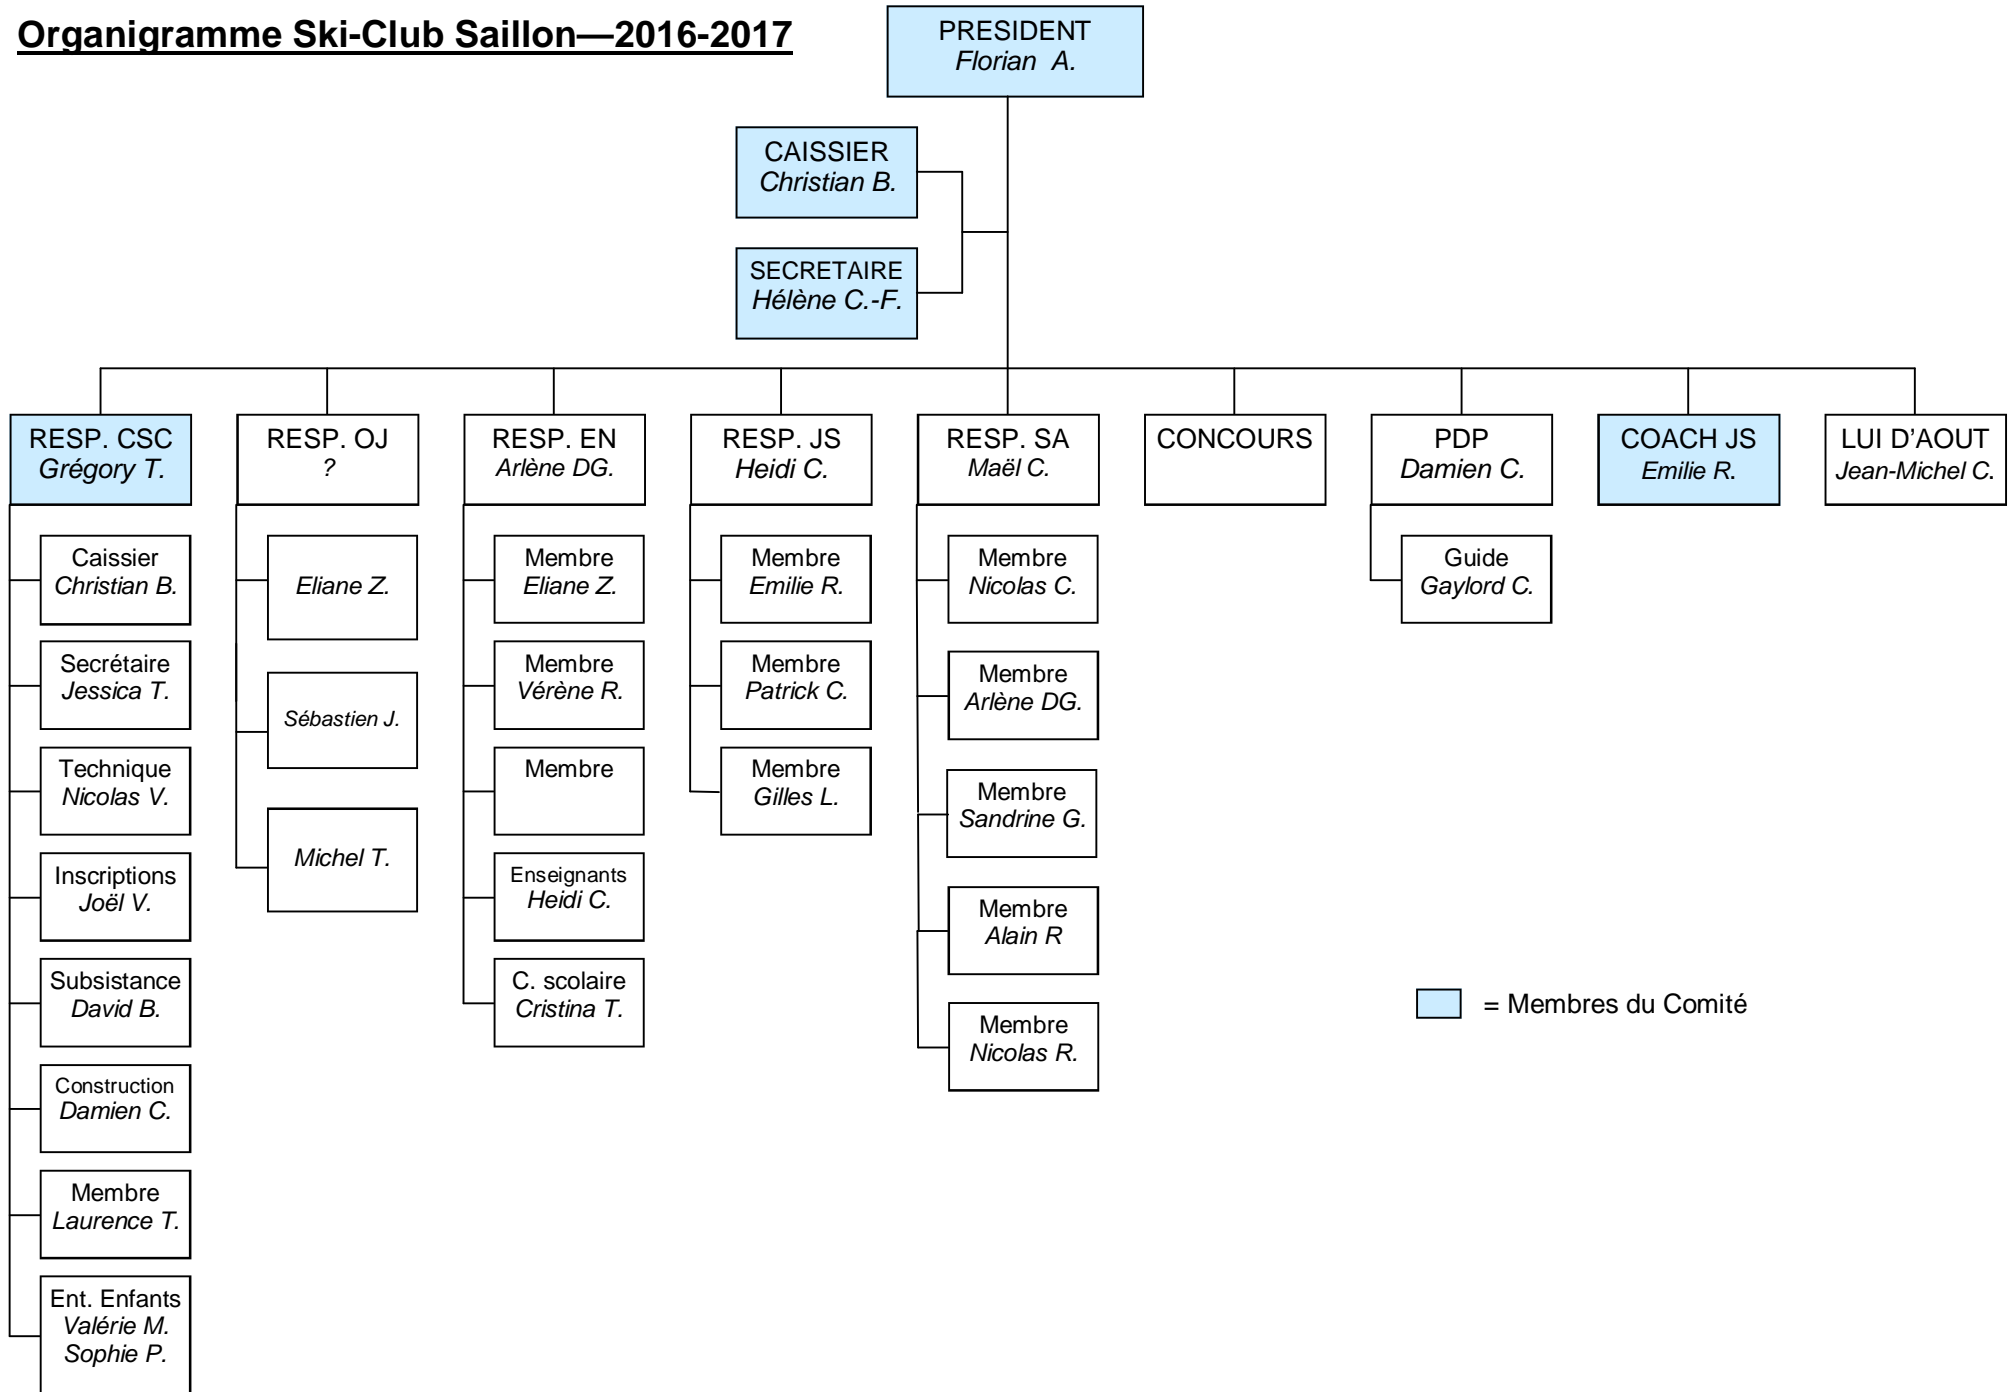 Organigramme Ski-Club Saillon—2016-2017
PRESIDENT
Florian A.
CAISSIER
Christian B.
SECRETAIRE
Hélène C.-F.
RESP. CSC
Grégory T.
Caissier
Christian B.
Secrétaire
Jessica T.
Technique
Nicolas V.
Inscriptions
Joël V.
Subsistance
David B.
Construction
Damien C.
Membre
Laurence T.
Ent. Enfants
Valérie M.
Sophie P.
RESP. OJ
?
Eliane Z.
Sébastien J.
Michel T.
RESP. EN
Arlène DG.
Membre
Eliane Z.
Membre
Vérène R.
Membre
Enseignants
Heidi C.
C. scolaire
Cristina T.
RESP. JS
Heidi C.
Membre
Emilie R.
Membre
Patrick C.
Membre
Gilles L.
RESP. SA
Maël C.
Membre
Nicolas C.
Membre
Arlène DG.
Membre
Sandrine G.
Membre
Alain R
Membre
Nicolas R.
CONCOURS
PDP
Damien C.
Guide
Gaylord C.
COACH JS
Emilie R.
LUI D'AOUT
Jean-Michel C.
= Membres du Comité